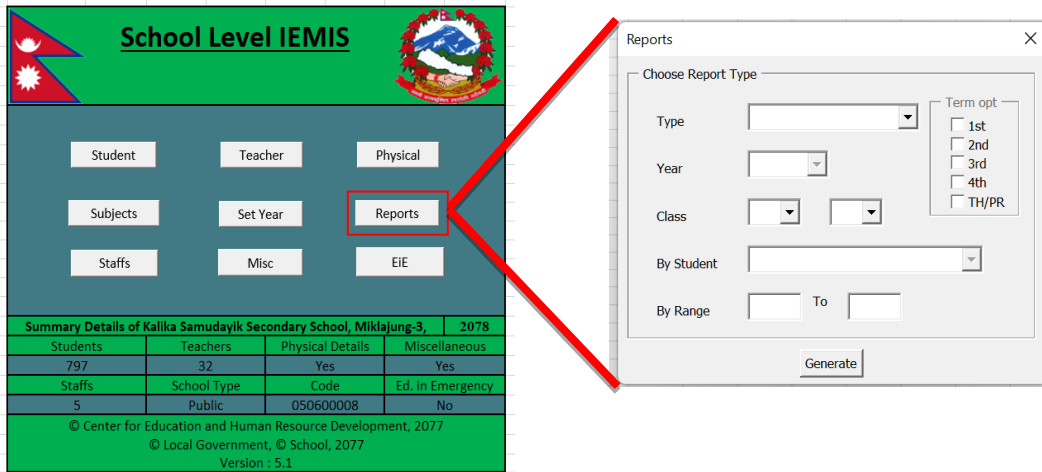 School Level IEMIS
Student
Teacher
Physical
Subjects
Set Year
Reports
Staffs
Misc
EiE
Summary Details of Kalika Samudayik Secondary School, Miklajung-3, 2078
Students Teachers Physical Details Miscellaneous
797 32 Yes Yes
Staffs School Type Code Ed. in Emergency
5 Public 050600008 No
© Center for Education and Human Resource Development, 2077
© Local Government, © School, 2077
Version : 5.1
Reports
Choose Report Type
Type
Year
Class
By Student
By Range To
Term opt
1st
2nd
3rd
4th
TH/PR
Generate